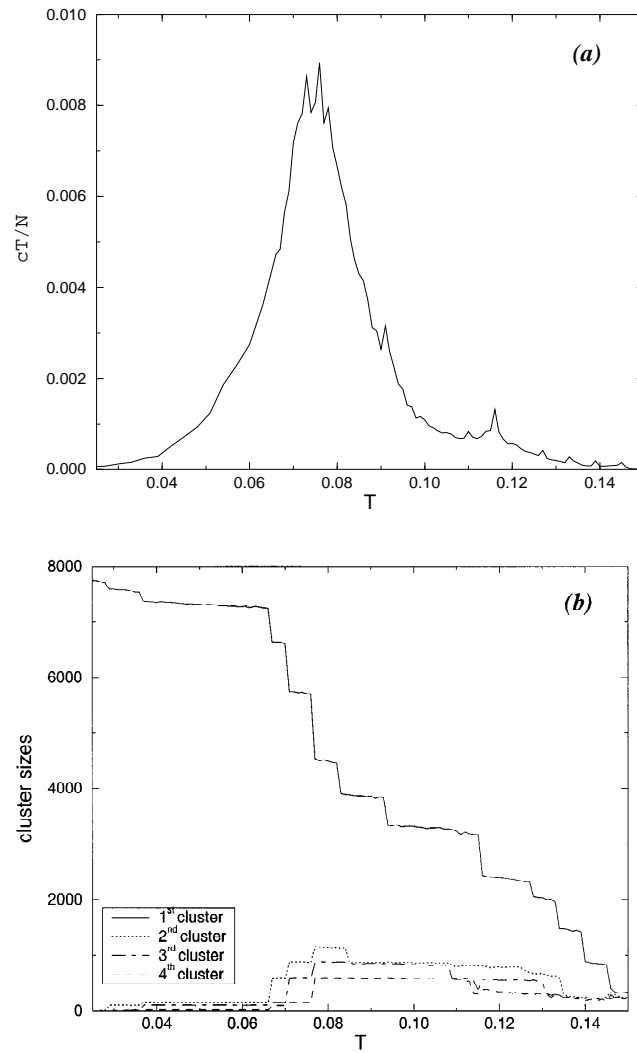 (a)
0.010
0.008
0.006
0.004
0.002
0.000
cT/N
0.04 0.06 0.08 0.10 0.12 0.14
T
(b)
8000
6000
4000
2000
0
cluster sizes
1st cluster
2nd cluster
3rd cluster
4th cluster
0.04 0.06 0.08 0.10 0.12 0.14
T